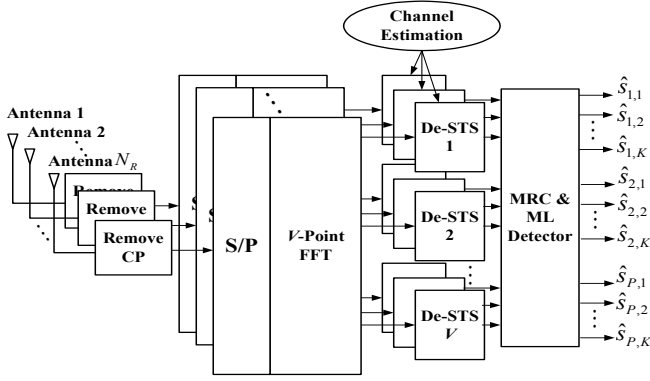 Channel
Estimation
Antenna 1
Antenna 2
Antenna N_R
Remove
Remove
Remove
CP
S
S
S/P
V-Point
FFT
De-STS
1
De-STS
2
De-STS
V
MRC &
ML
Detector
ŝ_{1,1}
ŝ_{1,2}
ŝ_{1,K}
ŝ_{2,1}
ŝ_{2,2}
ŝ_{2,K}
ŝ_{P,1}
ŝ_{P,2}
ŝ_{P,K}